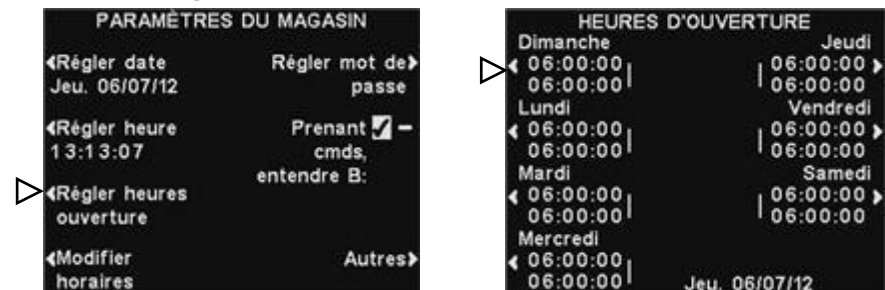 PARAMÈTRES DU MAGASIN
Régler date
Jeu. 06/07/12
Régler heure
13:13:07
Régler heures
ouverture
Modifier
horaires
Régler mot de
passe
Prenant
cmds,
entendre B:
Autres
HEURES D'OUVERTURE
Dimanche
06:00:00
06:00:00
Lundi
06:00:00
06:00:00
Mardi
06:00:00
06:00:00
Mercredi
06:00:00
06:00:00
Jeudi
06:00:00
06:00:00
Vendredi
06:00:00
06:00:00
Samedi
06:00:00
06:00:00
Jeu. 06/07/12